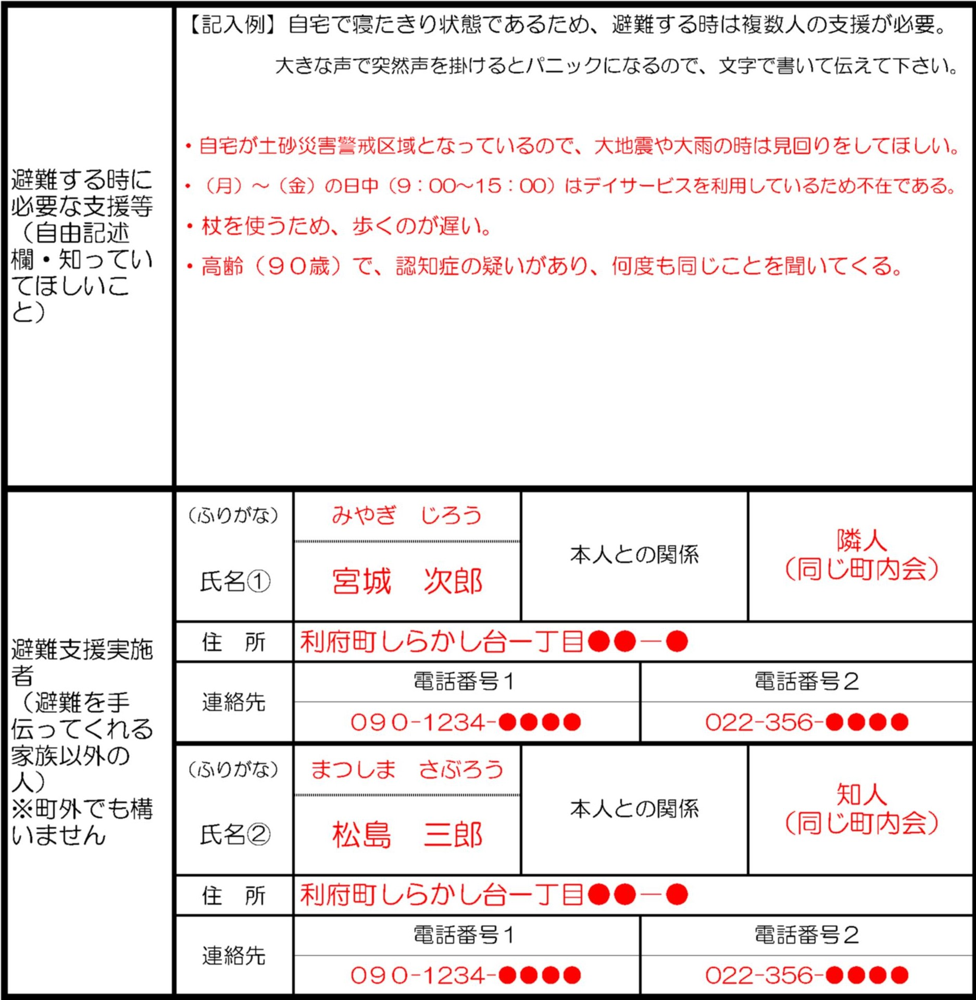 避難する時に
必要な支援等
（自由記述
欄・知ってい
てほしいこ
と）
【記入例】自宅で寝たきり状態であるため、避難する時は複数人の支援が必要。
大きな声で突然声を掛けるとパニックになるので、文字で書いて伝えて下さい。
・自宅が土砂災害警戒区域となっているので、大地震や大雨の時は見回りをしてほしい。
・（月）～（金）の日中（9：00～15：00）はデイサービスを利用しているため不在である。
・杖を使うため、歩くのが遅い。
・高齢（９０歳）で、認知症の疑いがあり、何度も同じことを聞いてくる。
避難支援実施
者
（避難を手
伝ってくれる
家族以外の
人）
※町外でも構
いません
（ふりがな）
みやぎ　じろう
氏名①
宮城　次郎
本人との関係
隣人
（同じ町内会）
住　所
利府町しらかし台一丁目●●－●
連絡先
電話番号１
電話番号２
０９０-1234-●●●●
022-356-●●●●
（ふりがな）
まつしま　さぶろう
氏名②
松島　三郎
本人との関係
知人
（同じ町内会）
住　所
利府町しらかし台一丁目●●－●
連絡先
電話番号１
電話番号２
０９０-1234-●●●●
022-356-●●●●